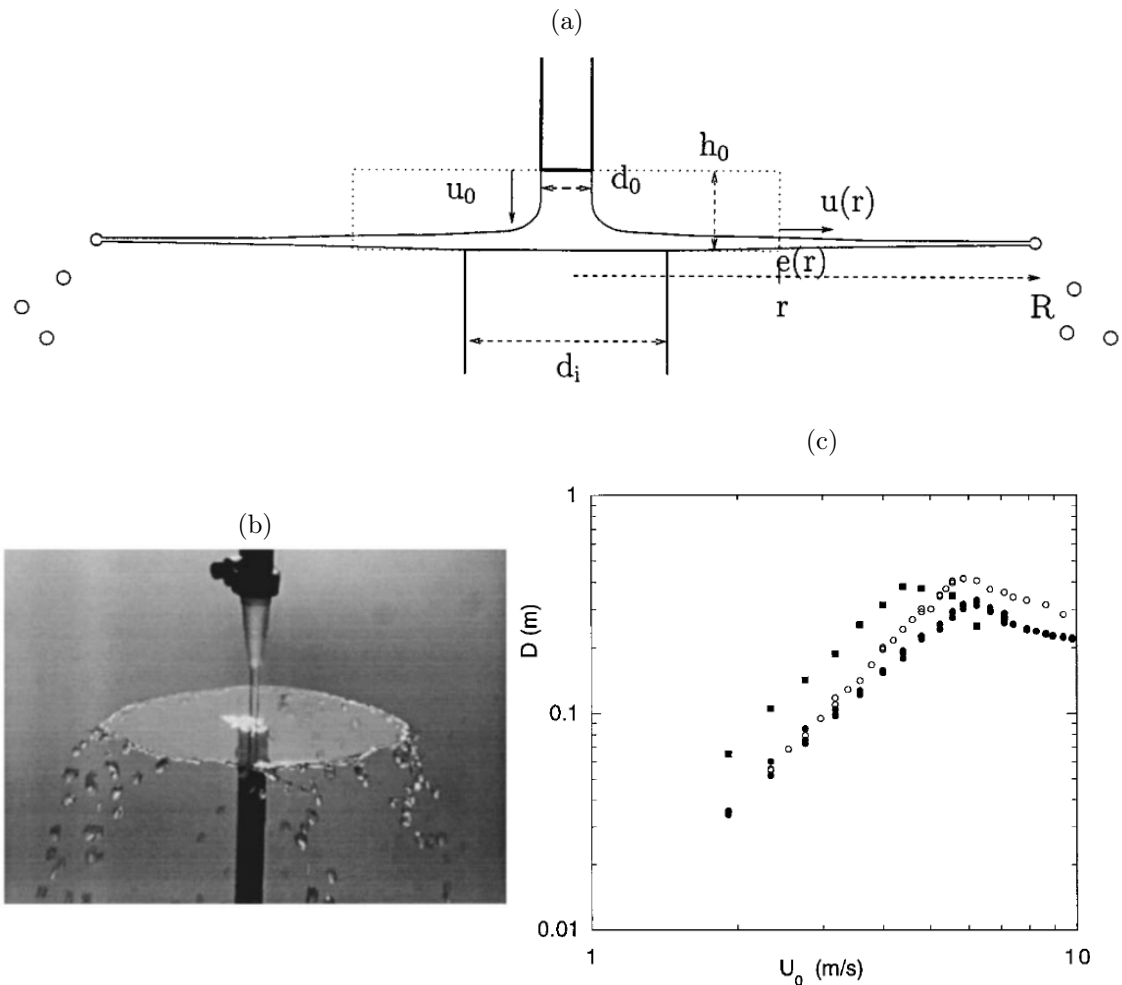 (a)
h₀
u₀
d₀
u(r)
e(r)
r
R
dᵢ
(b)
(c)
1
D (m)
0.1
0.01
1
10
U₀ (m/s)